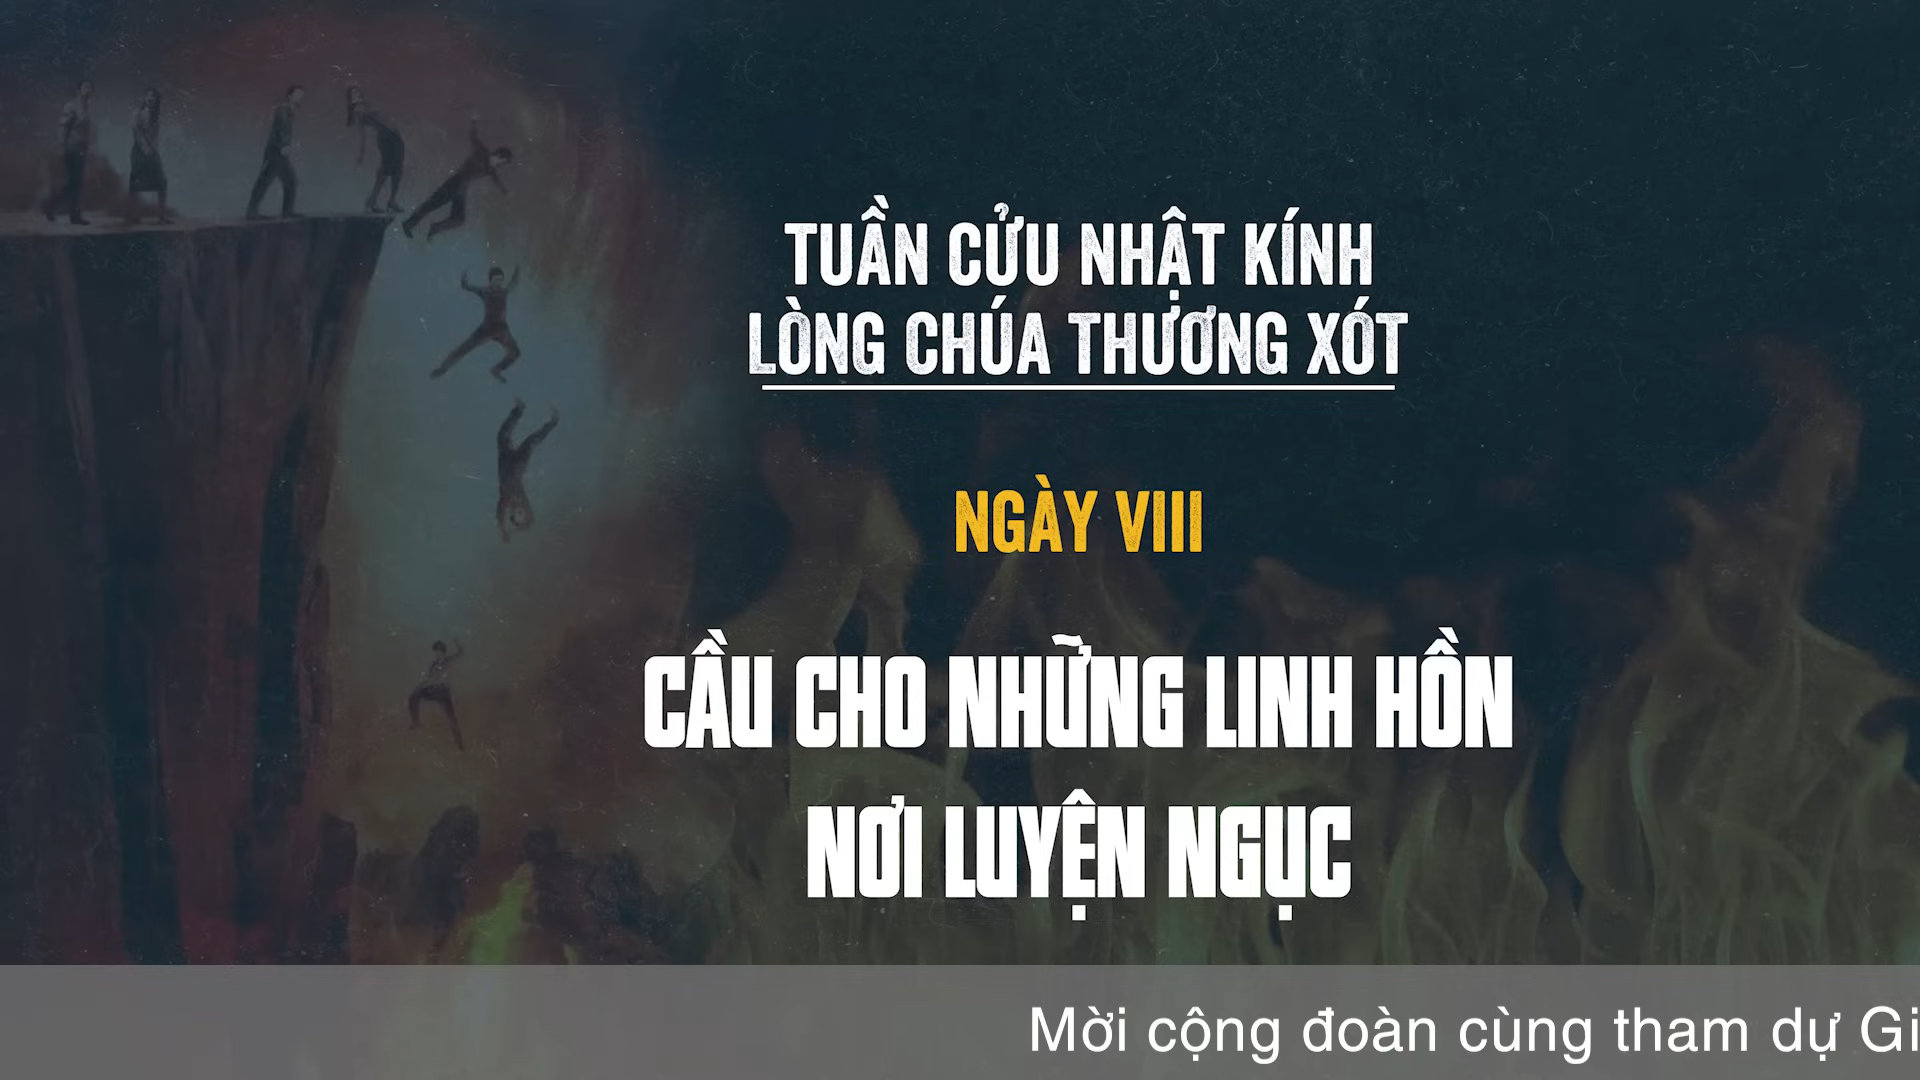 TUẦN CỬU NHẬT KÍNH
LÒNG CHÚA THƯƠNG XÓT
NGÀY VIII
CẦU CHO NHỮNG LINH HỒN
NƠI LUYỆN NGỤC
Mời cộng đoàn cùng tham dự Gi